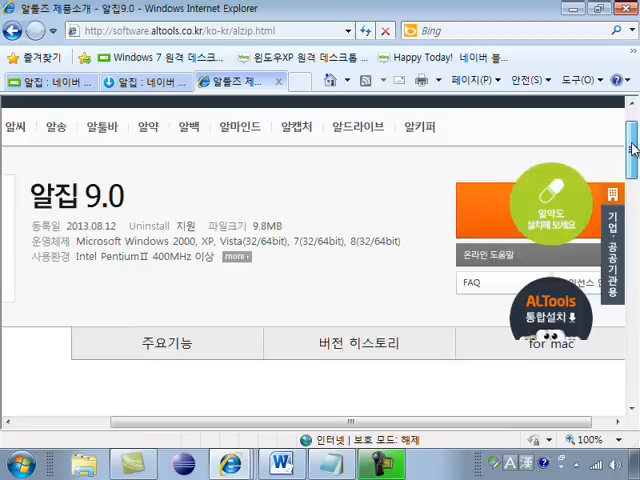 알툴즈 제품소개 - 알집9.0 - Windows Internet Explorer
http://software.altools.co.kr/ko-kr/alzip.html
Bing
즐겨찾기
Windows 7 원격 데스크...
윈도우XP 원격 데스크톱 ...
Happy Today! 네이버 블...
알집 : 네이버 ...
알집 : 네이버 ...
알툴즈 제...
페이지(P)
안전(S)
도구(O)
알씨 알송 알툴바 알약 알백 알마인드 알캡처 알드라이브 알키퍼
알집 9.0
등록일 2013.08.12 Uninstall 지원 파일크기 9.8MB
운영체제 Microsoft Windows 2000, XP, Vista(32/64bit), 7(32/64bit), 8(32/64bit)
사용환경 Intel PentiumⅡ 400MHz 이상 more
알약도
설치해 보세요
온라인 도움말
FAQ
기업·공공기관용
ALTools
통합설치
주요기능
버전 히스토리
for mac
인터넷 | 보호 모드: 해제
100%
A 漢